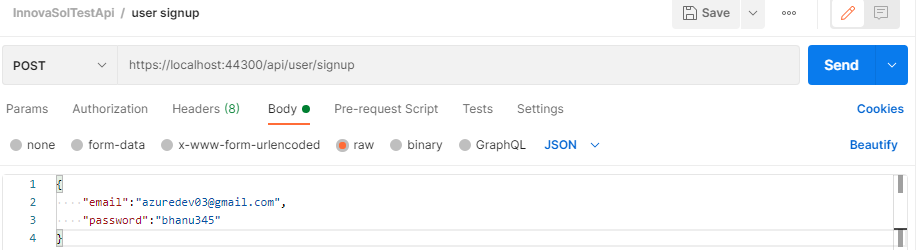 InnovaSolTestApi / user signup Save
POST https://localhost:44300/api/user/signup Send
Params Authorization Headers (8) Body Pre-request Script Tests Settings Cookies
none form-data x-www-form-urlencoded raw binary GraphQL JSON Beautify
1 {
2 "email":"azuredev03@gmail.com",
3 "password":"bhanu345"
4 }